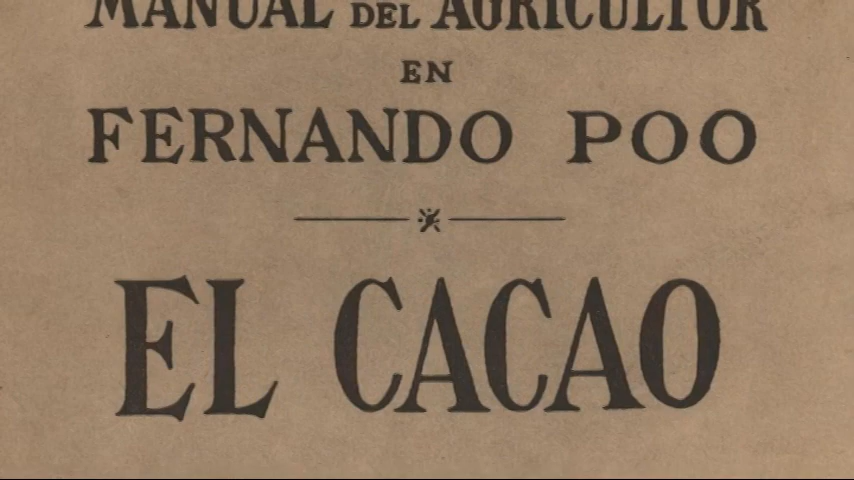 MANUAL DEL AGRICULTOR
EN
FERNANDO POO
EL CACAO